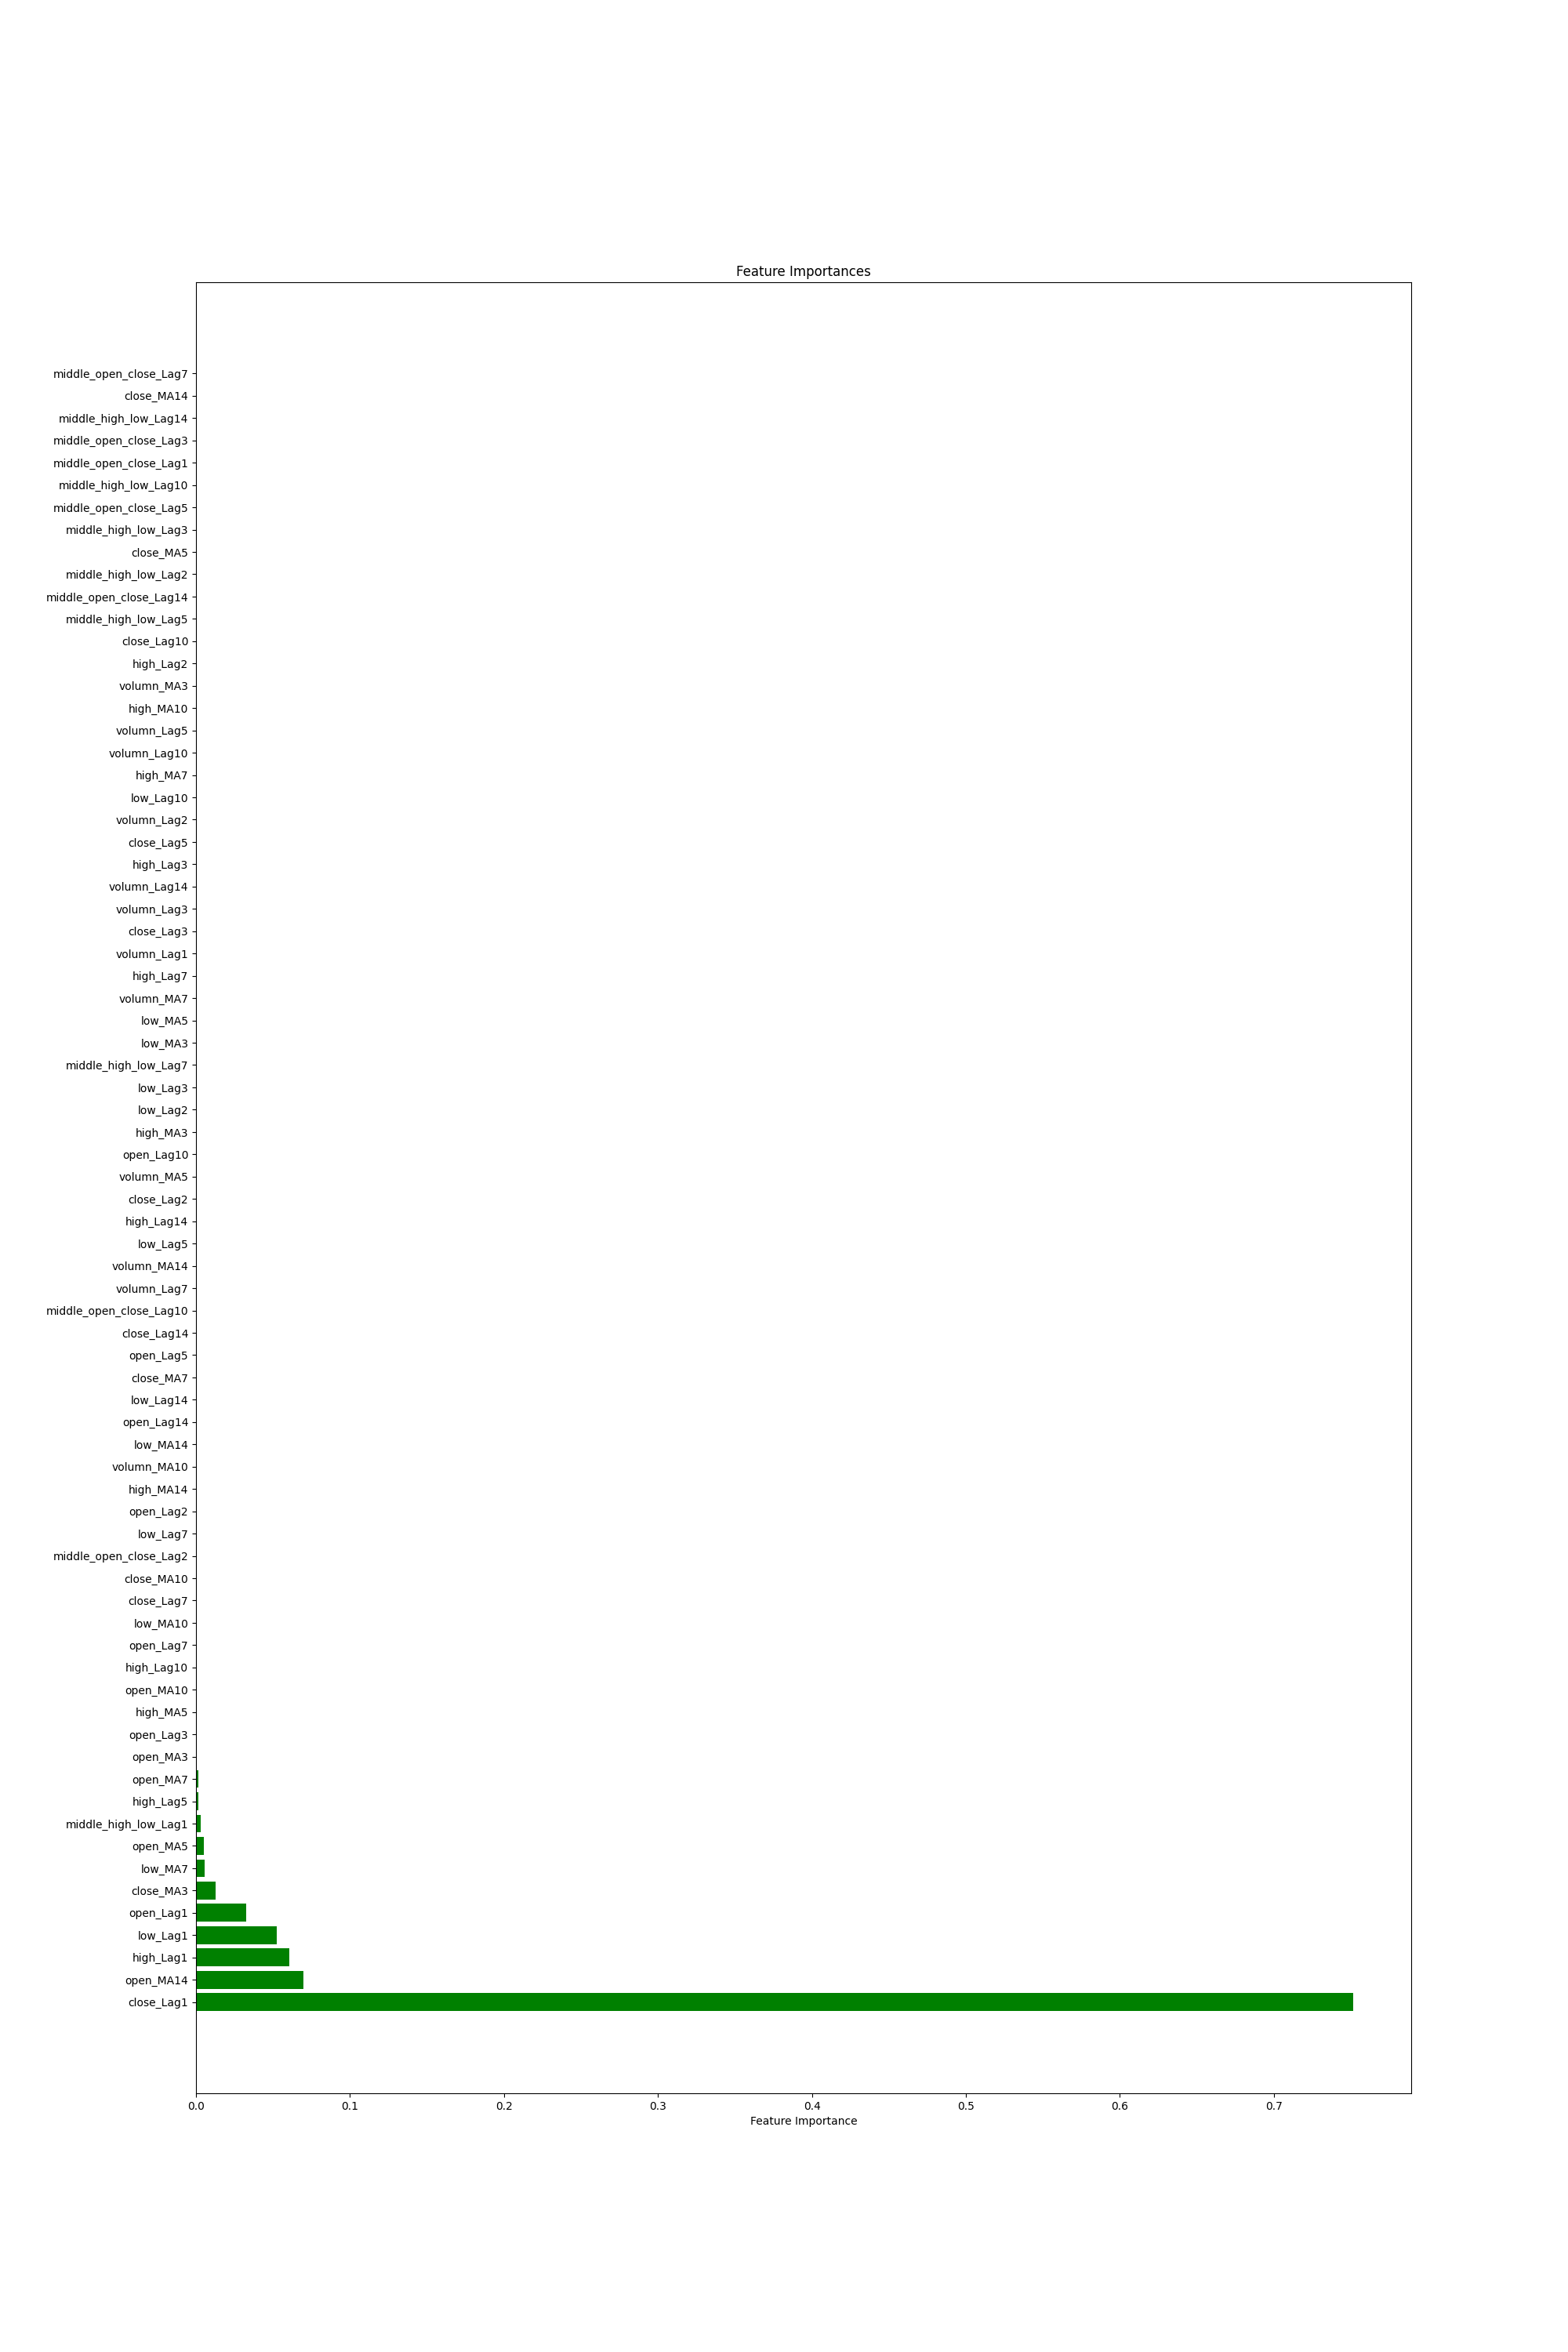 Feature Importances
middle_open_close_Lag7
close_MA14
middle_high_low_Lag14
middle_open_close_Lag3
middle_open_close_Lag1
middle_high_low_Lag10
middle_open_close_Lag5
middle_high_low_Lag3
close_MA5
middle_high_low_Lag2
middle_open_close_Lag14
middle_high_low_Lag5
close_Lag10
high_Lag2
volumn_MA3
high_MA10
volumn_Lag5
volumn_Lag10
high_MA7
low_Lag10
volumn_Lag2
close_Lag5
high_Lag3
volumn_Lag14
volumn_Lag3
close_Lag3
volumn_Lag1
high_Lag7
volumn_MA7
low_MA5
low_MA3
middle_high_low_Lag7
low_Lag3
low_Lag2
high_MA3
open_Lag10
volumn_MA5
close_Lag2
high_Lag14
low_Lag5
volumn_MA14
volumn_Lag7
middle_open_close_Lag10
close_Lag14
open_Lag5
close_MA7
low_Lag14
open_Lag14
low_MA14
volumn_MA10
high_MA14
open_Lag2
low_Lag7
middle_open_close_Lag2
close_MA10
close_Lag7
low_MA10
open_Lag7
high_Lag10
open_MA10
high_MA5
open_Lag3
open_MA3
open_MA7
high_Lag5
middle_high_low_Lag1
open_MA5
low_MA7
close_MA3
open_Lag1
low_Lag1
high_Lag1
open_MA14
close_Lag1
0.0 0.1 0.2 0.3 0.4 0.5 0.6 0.7
Feature Importance